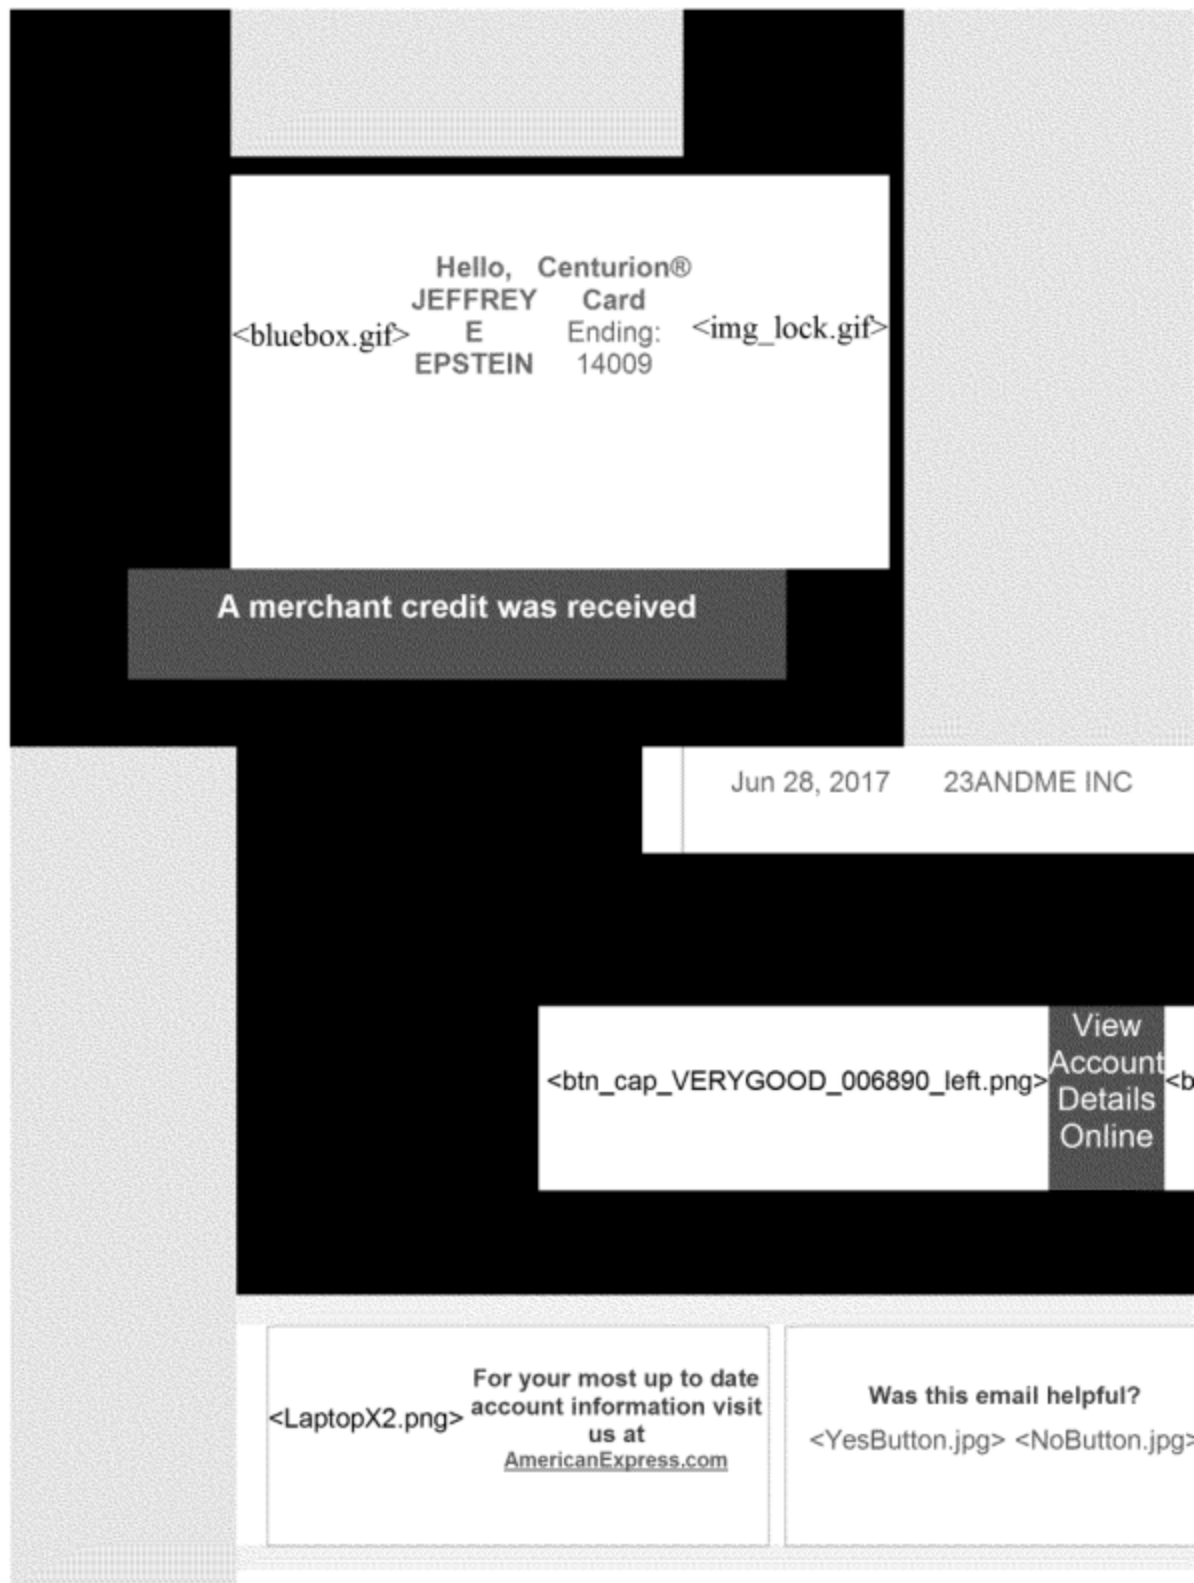 Hello,
JEFFREY
E
EPSTEIN
Centurion®
Card
Ending:
14009
<bluebox.gif>
<img_lock.gif>
A merchant credit was received
Jun 28, 2017 23ANDME INC
<btn_cap_VERYGOOD_006890_left.png>
View
Account
Details
Online
<b
<LaptopX2.png>
For your most up to date
account information visit
us at
AmericanExpress.com
Was this email helpful?
<YesButton.jpg> <NoButton.jpg>